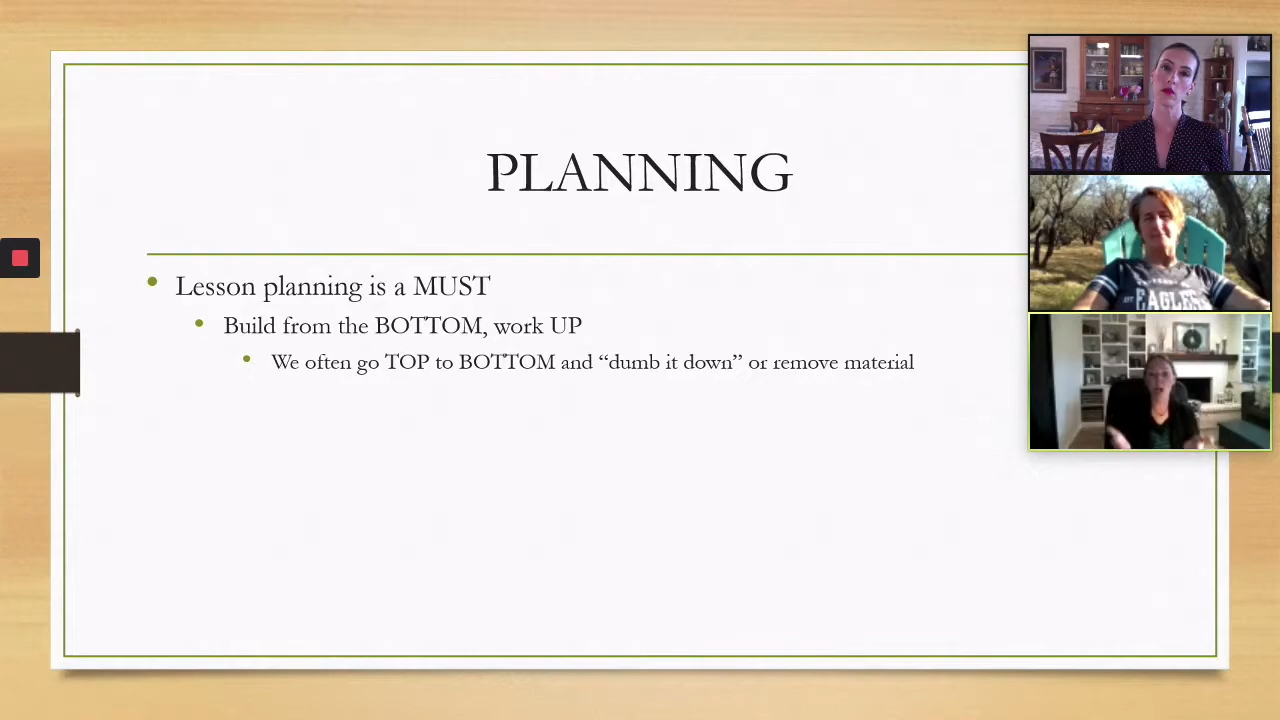 PLANNING
Lesson planning is a MUST
Build from the BOTTOM, work UP
We often go TOP to BOTTOM and “dumb it down” or remove material
EAGLES